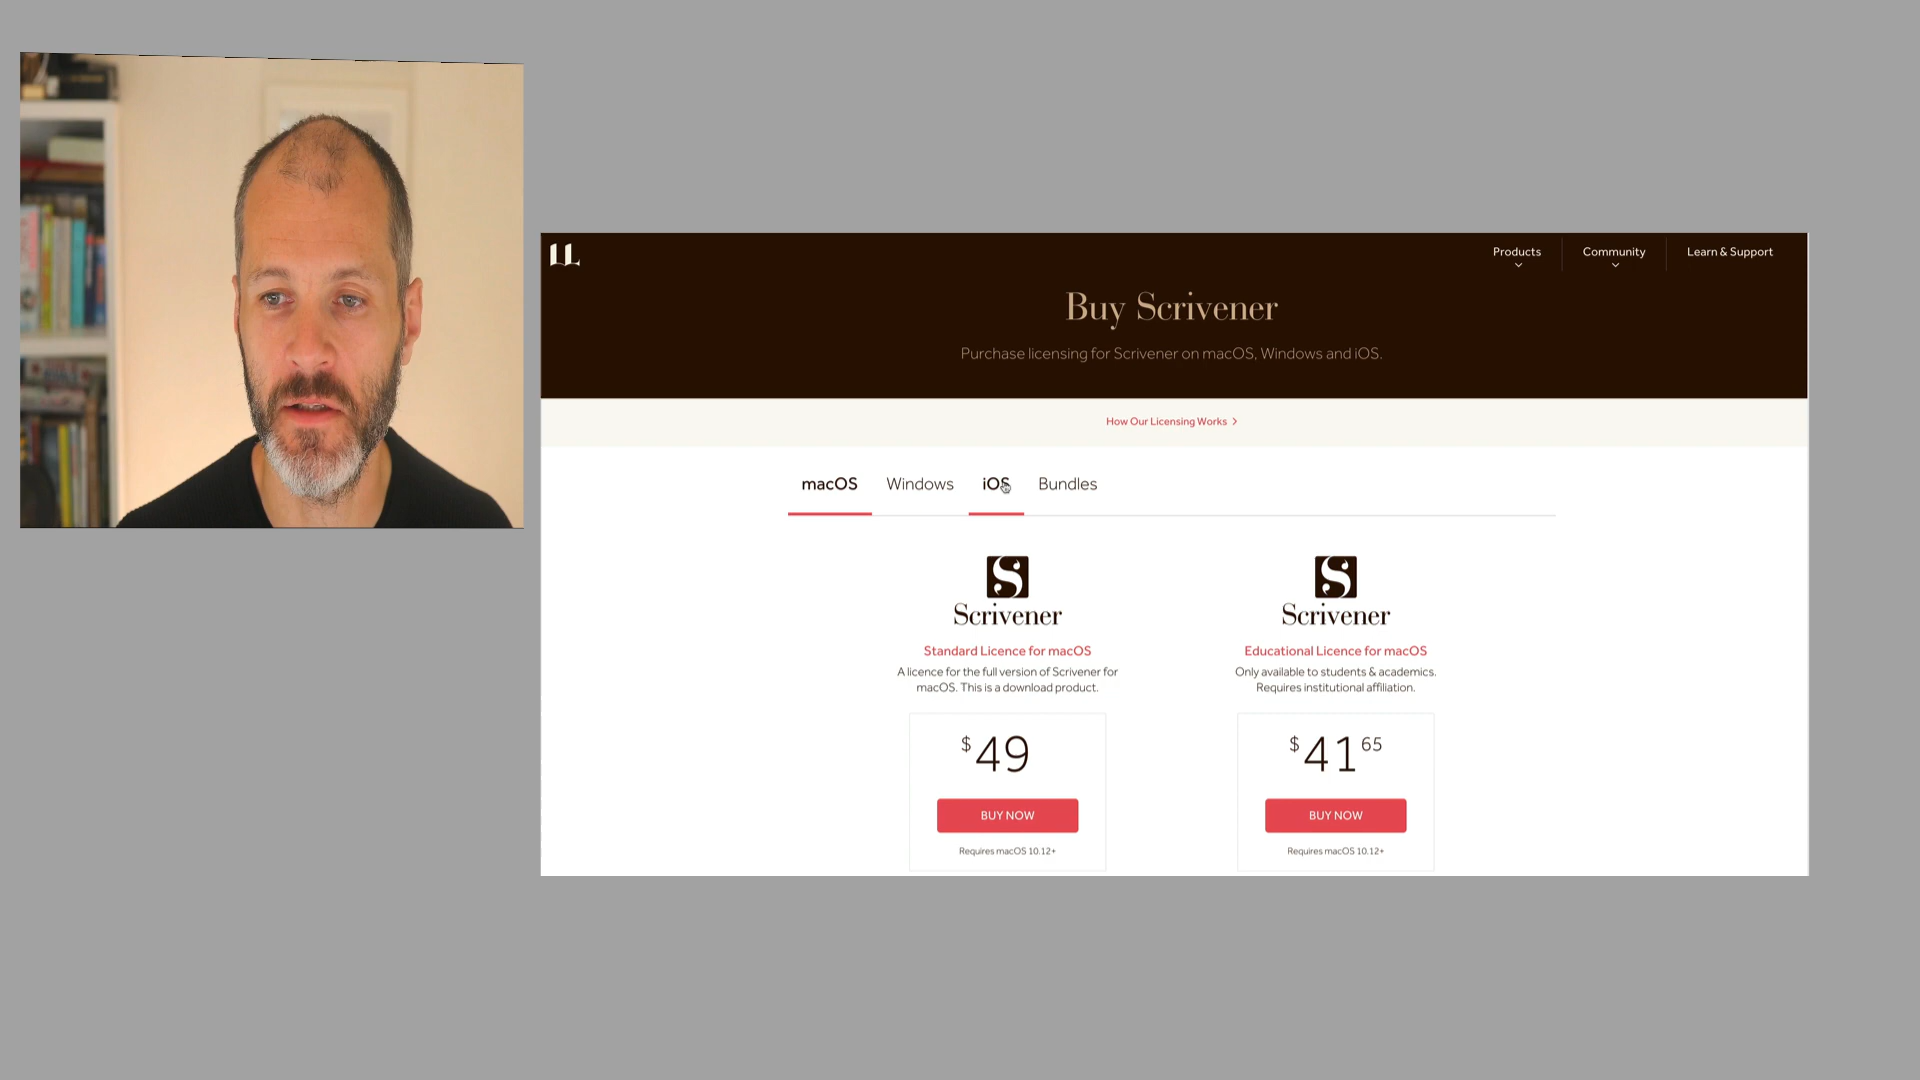 LL
Products
Community
Learn & Support
Buy Scrivener
Purchase licensing for Scrivener on macOS, Windows and iOS.
How Our Licensing Works >
macOS
Windows
iOS
Bundles
S
Scrivener
Standard Licence for macOS
A licence for the full version of Scrivener for
macOS. This is a download product.
$49
BUY NOW
Requires macOS 10.12+
S
Scrivener
Educational Licence for macOS
Only available to students & academics.
Requires institutional affiliation.
$41 65
BUY NOW
Requires macOS 10.12+